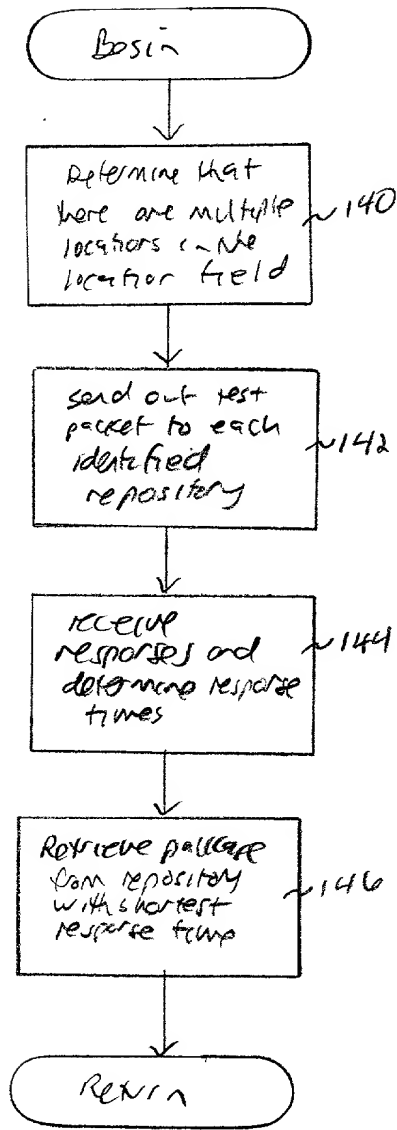 Begin
Determine that
there are multiple
locations in the
location field
140
send out test
packet to each
identified
repository
142
receive
responses and
determine response
times
144
Retrieve package
from repository
with shortest
response time
146
Return